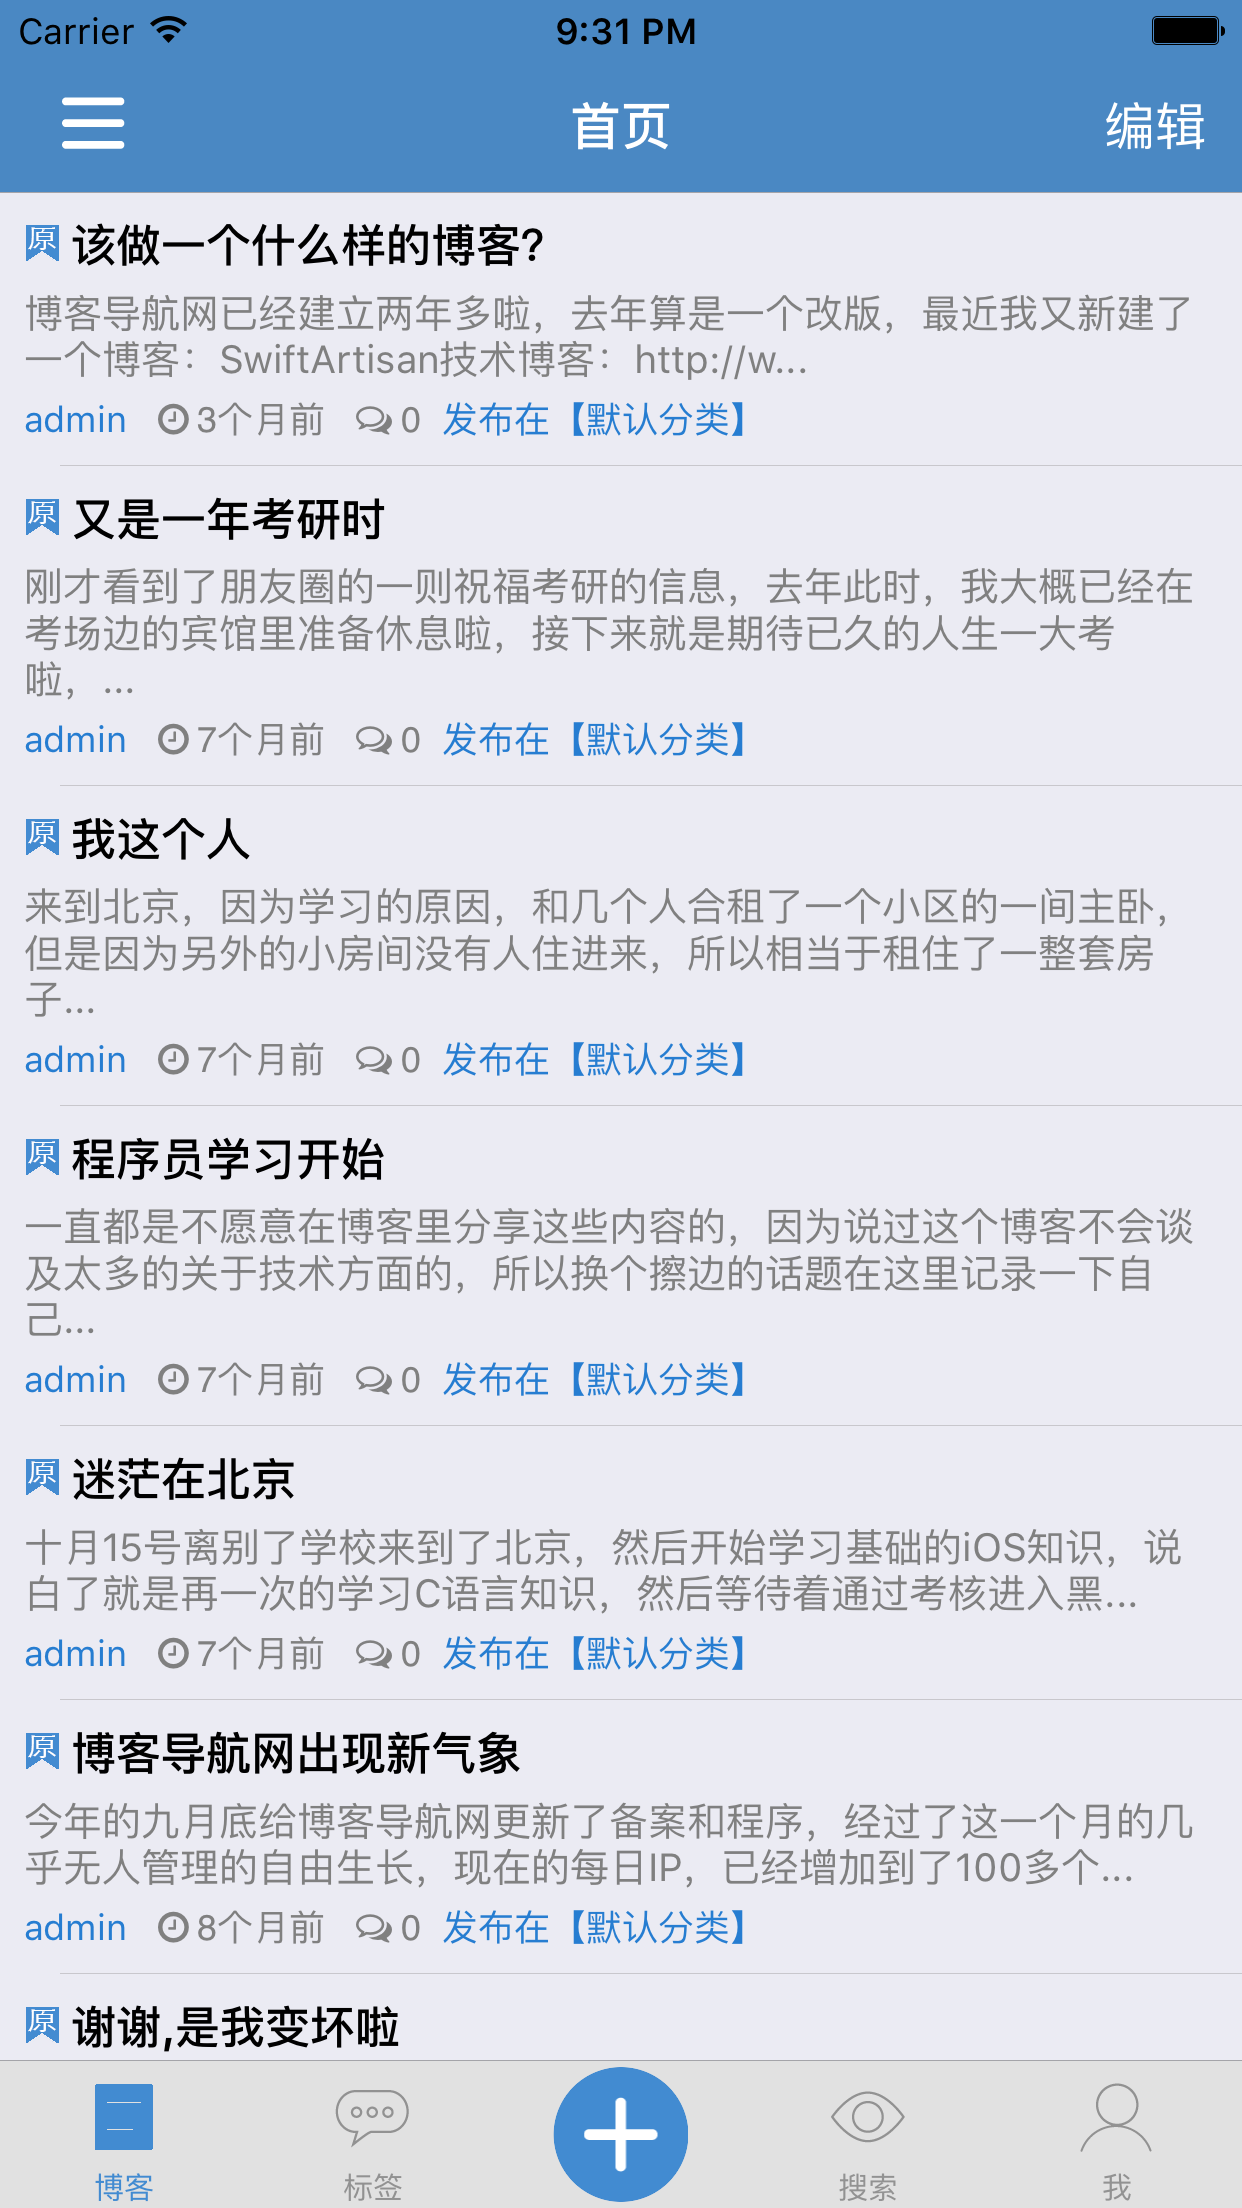 Carrier 9:31 PM
首页 编辑
原 该做一个什么样的博客?
博客导航网已经建立两年多啦，去年算是一个改版，最近我又新建了
一个博客：SwiftArtisan技术博客：http://w...
admin 3个月前 0 发布在【默认分类】
原 又是一年考研时
刚才看到了朋友圈的一则祝福考研的信息，去年此时，我大概已经在
考场边的宾馆里准备休息啦，接下来就是期待已久的人生一大考
啦，...
admin 7个月前 0 发布在【默认分类】
原 我这个人
来到北京，因为学习的原因，和几个人合租了一个小区的一间主卧，
但是因为另外的小房间没有人住进来，所以相当于租住了一整套房
子...
admin 7个月前 0 发布在【默认分类】
原 程序员学习开始
一直都是不愿意在博客里分享这些内容的，因为说过这个博客不会谈
及太多的关于技术方面的，所以换个擦边的话题在这里记录一下自
己...
admin 7个月前 0 发布在【默认分类】
原 迷茫在北京
十月15号离别了学校来到了北京，然后开始学习基础的iOS知识，说
白了就是再一次的学习C语言知识，然后等待着通过考核进入黑...
admin 7个月前 0 发布在【默认分类】
原 博客导航网出现新气象
今年的九月底给博客导航网更新了备案和程序，经过了这一个月的几
乎无人管理的自由生长，现在的每日IP，已经增加到了100多个...
admin 8个月前 0 发布在【默认分类】
原 谢谢,是我变坏啦
博客 标签 搜索 我